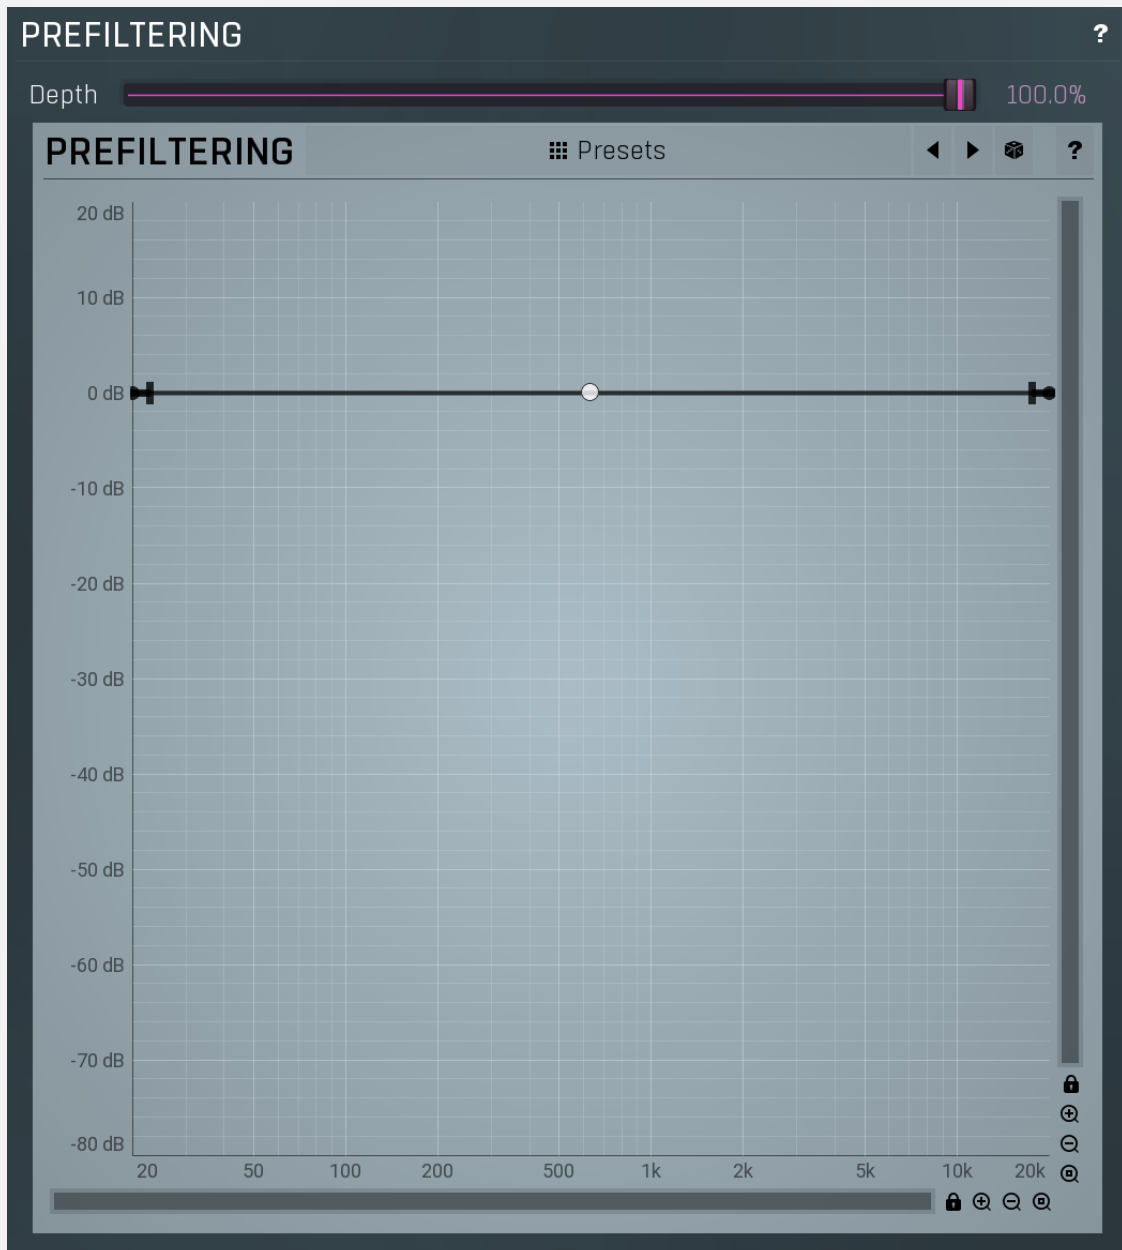 PREFILTERING ?
Depth 100.0%
PREFILTERING Presets ?
20 dB
10 dB
0 dB
-10 dB
-20 dB
-30 dB
-40 dB
-50 dB
-60 dB
-70 dB
-80 dB
20 50 100 200 500 1k 2k 5k 10k 20k